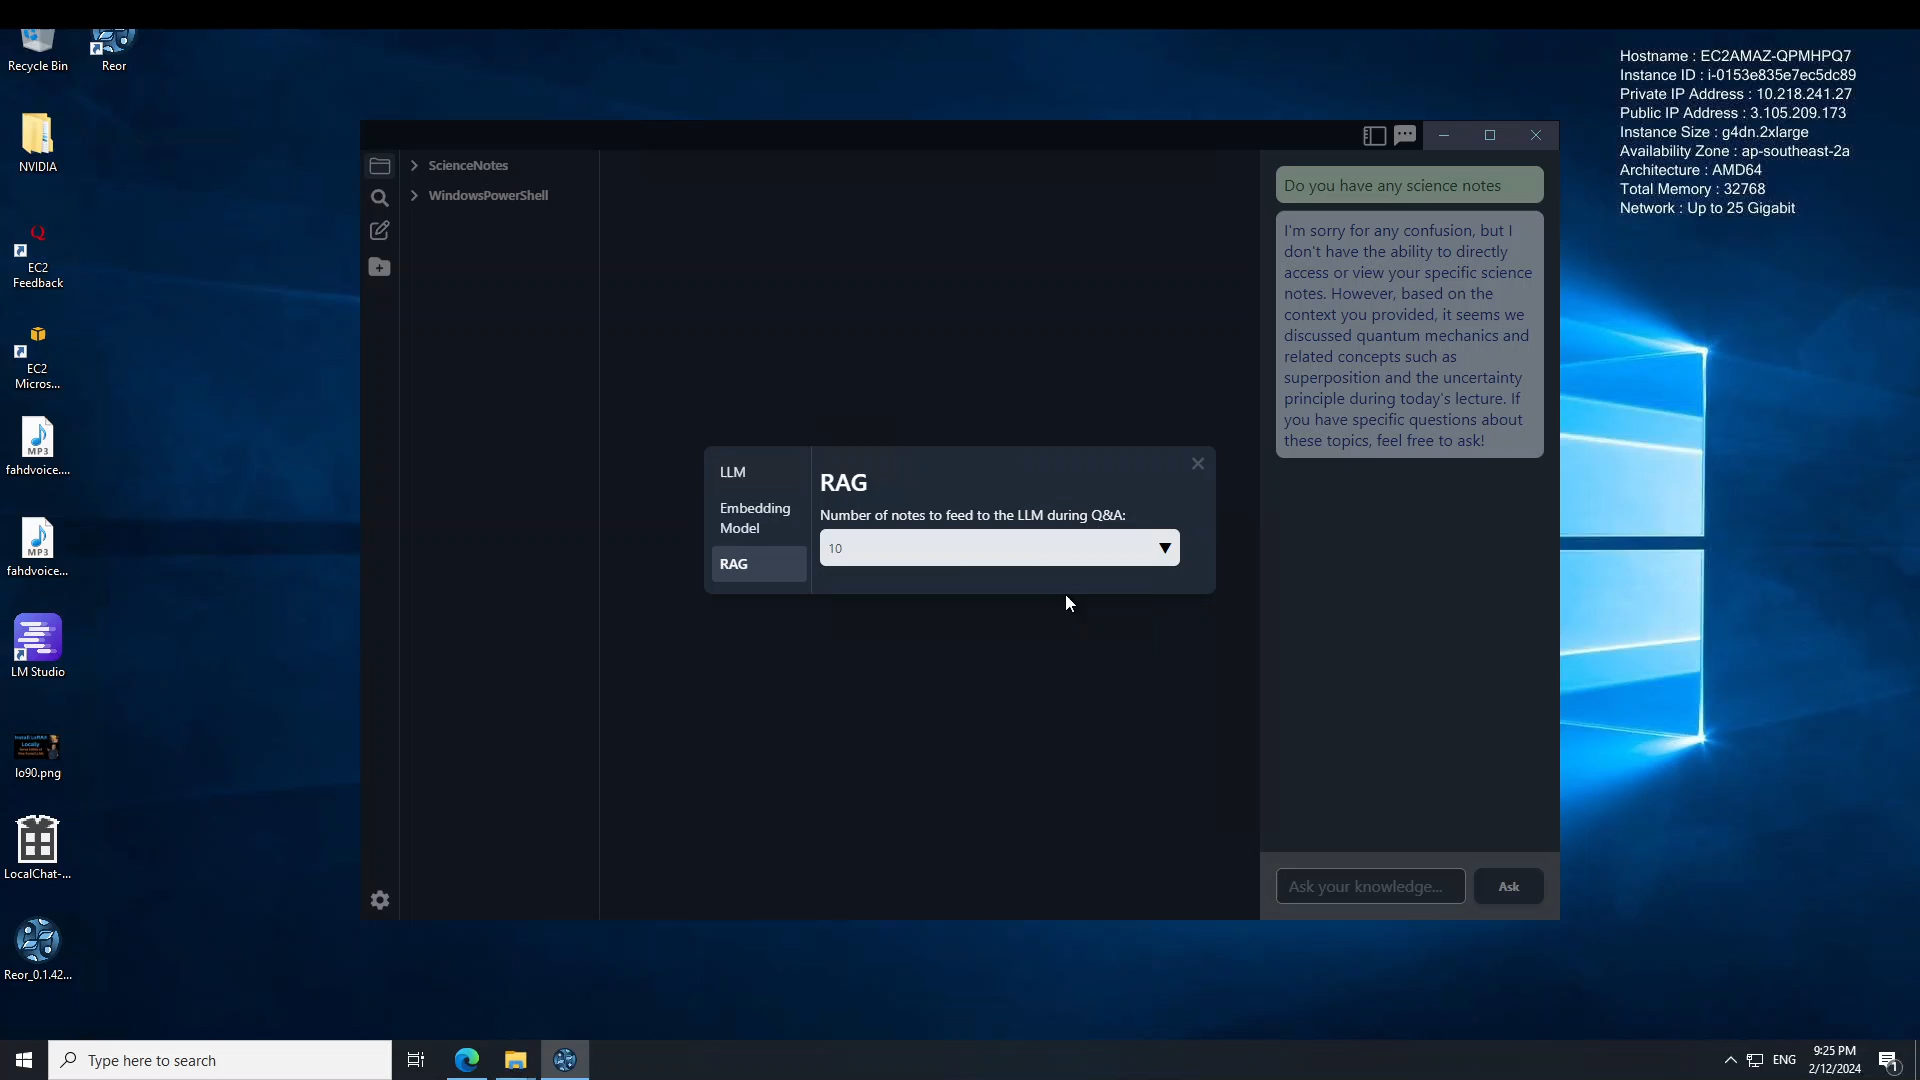 Recycle Bin
Reor
NVIDIA
Q
EC2
Feedback
EC2
Micros...
MP3
fahdvoice....
MP3
fahdvoice...
LM Studio
lo90.png
LocalChat-...
Reor_0.1.42...
Hostname : EC2AMAZ-QPMHPQ7
Instance ID : i-0153e835e7ec5dc89
Private IP Address : 10.218.241.27
Public IP Address : 3.105.209.173
Instance Size : g4dn.2xlarge
Availability Zone : ap-southeast-2a
Architecture : AMD64
Total Memory : 32768
Network : Up to 25 Gigabit
ScienceNotes
WindowsPowerShell
LLM
Embedding
Model
RAG
RAG
Number of notes to feed to the LLM during Q&A:
10
Do you have any science notes
I'm sorry for any confusion, but I
don't have the ability to directly
access or view your specific science
notes. However, based on the
context you provided, it seems we
discussed quantum mechanics and
related concepts such as
superposition and the uncertainty
principle during today's lecture. If
you have specific questions about
these topics, feel free to ask!
Ask your knowledge...
Ask
Type here to search
ENG
9:25 PM
2/12/2024
1